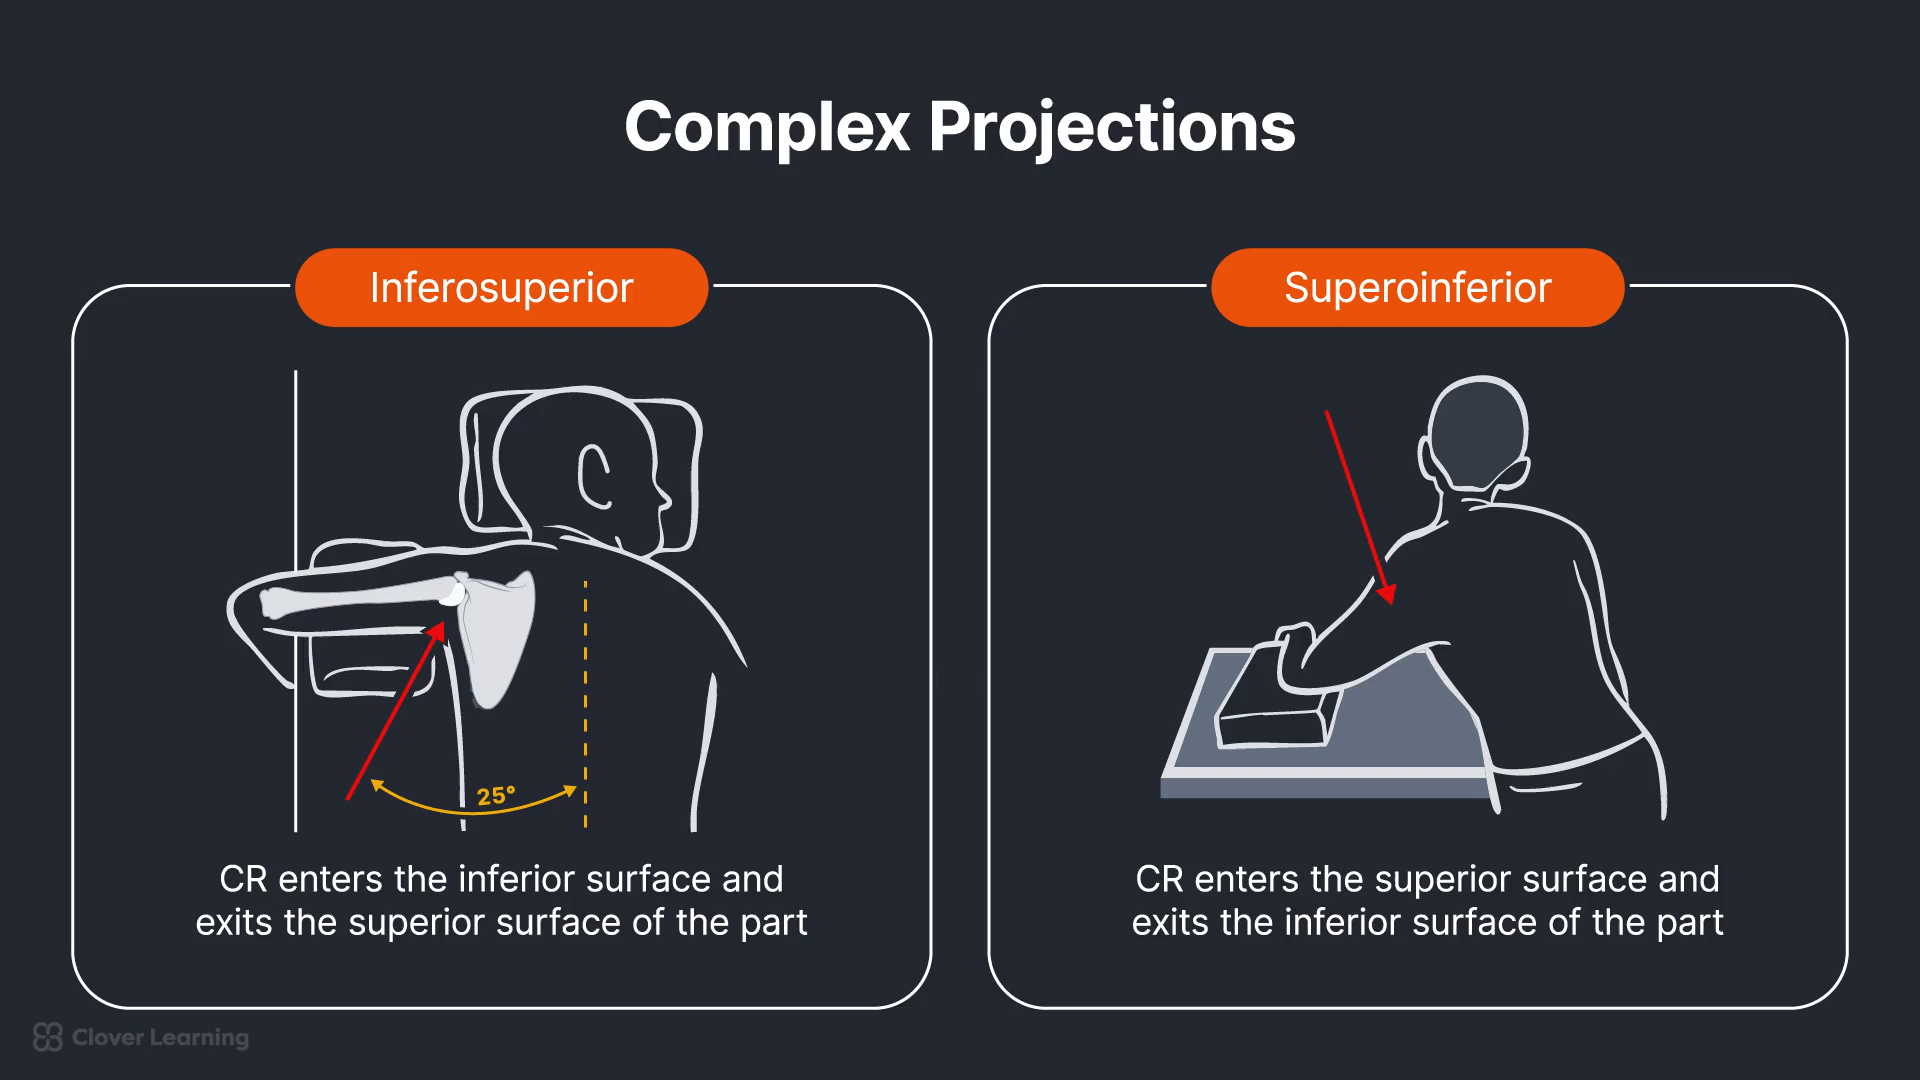 Complex Projections
Inferosuperior
25°
CR enters the inferior surface and
exits the superior surface of the part
Superoinferior
CR enters the superior surface and
exits the inferior surface of the part
Clover Learning